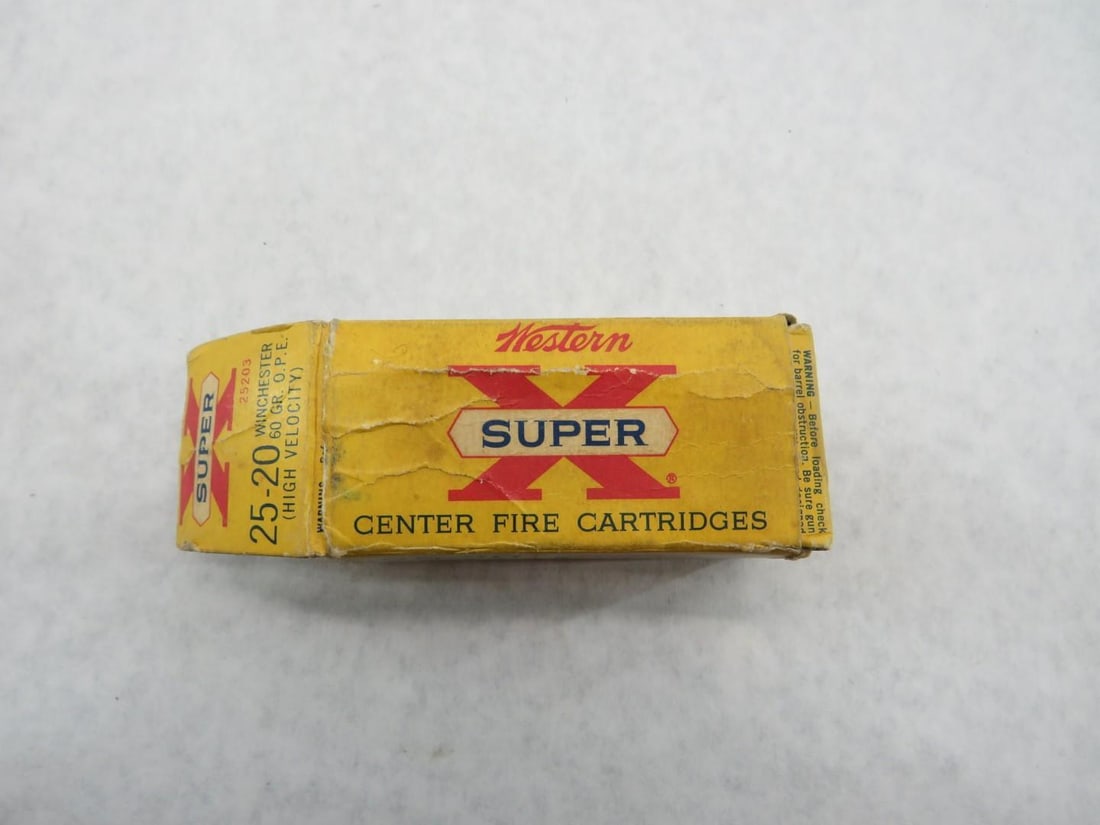 Western
X
SUPER
®
CENTER FIRE CARTRIDGES
X
SUPER
25203
25-20 WINCHESTER
60 GR. O.P.E.
(HIGH VELOCITY)
WARNING
WARNING — Before loading check
for barrel obstruction. Be sure gun